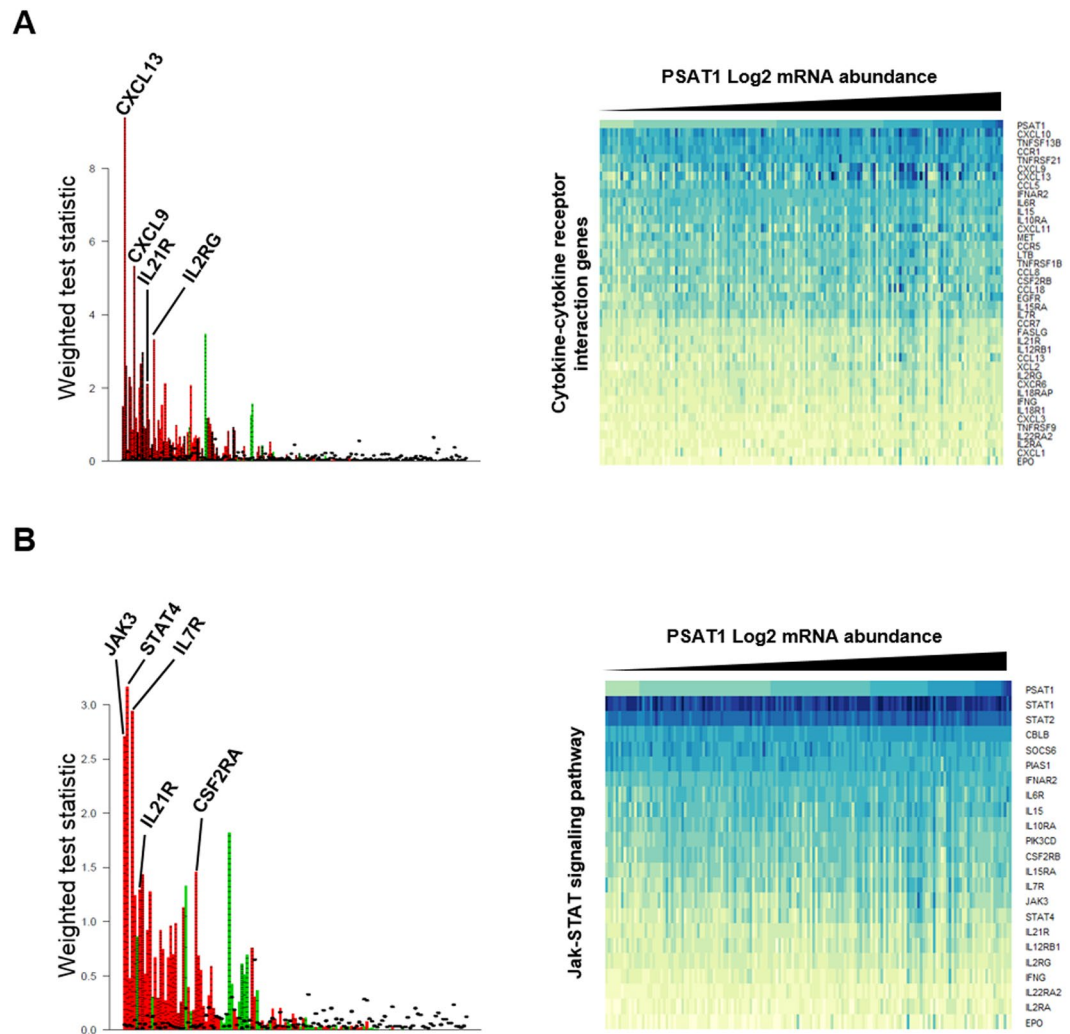 A
CXCL13
CXCL9
IL21R
IL2RG
Weighted test statistic
8
6
4
2
0
PSAT1 Log2 mRNA abundance
Cytokine-cytokine receptor
interaction genes
PSAT1
CXCL10
TNFSF13B
CCR1
TNFRSF21
CXCL9
CXCL13
CCL5
IFNAR2
IL6R
IL15
IL10RA
CXCL11
MET
CCR5
LTB
TNFRSF1B
CCL8
CSF2RB
CCL18
EGFR
IL15RA
IL7R
CCR7
FASLG
IL21R
IL12RB1
CCL13
XCL2
IL2RG
CXCR6
IL18RAP
IFNG
IL18R1
CXCL3
TNFRSF9
IL22RA2
IL2RA
CXCL1
EPO
B
JAK3
STAT4
IL7R
IL21R
CSF2RA
Weighted test statistic
3.0
2.5
2.0
1.5
1.0
0.5
0.0
PSAT1 Log2 mRNA abundance
Jak-STAT signaling pathway
PSAT1
STAT1
STAT2
CBLB
SOCS6
PIAS1
IFNAR2
IL6R
IL15
IL10RA
PIK3CD
CSF2RB
IL15RA
IL7R
JAK3
STAT4
IL21R
IL12RB1
IL2RG
IFNG
IL22RA2
IL2RA
EPO